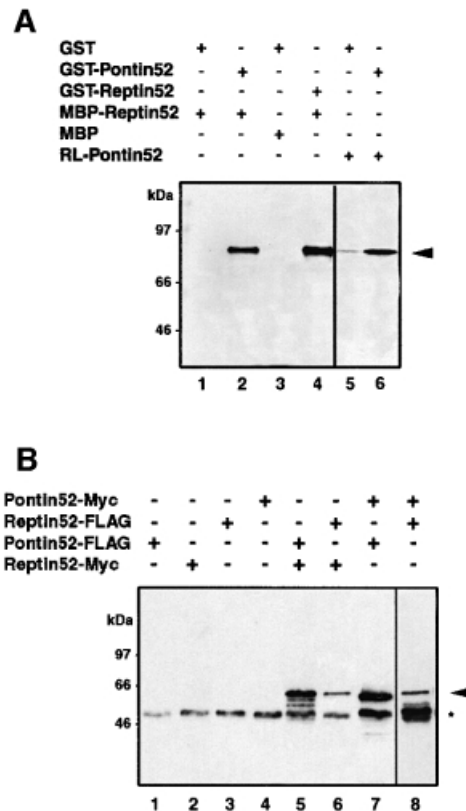 A
GST + - + - + -
GST-Pontin52 - + - - - +
GST-Reptin52 - - - + - -
MBP-Reptin52 + + - + - -
MBP - - + - - -
RL-Pontin52 - - - - + +
kDa
97
66
46
1 2 3 4 5 6
B
Pontin52-Myc - - - + - - + +
Reptin52-FLAG - - + - - + - +
Pontin52-FLAG + - - - + - + -
Reptin52-Myc - + - - + + - -
kDa
97
66
46
*
1 2 3 4 5 6 7 8